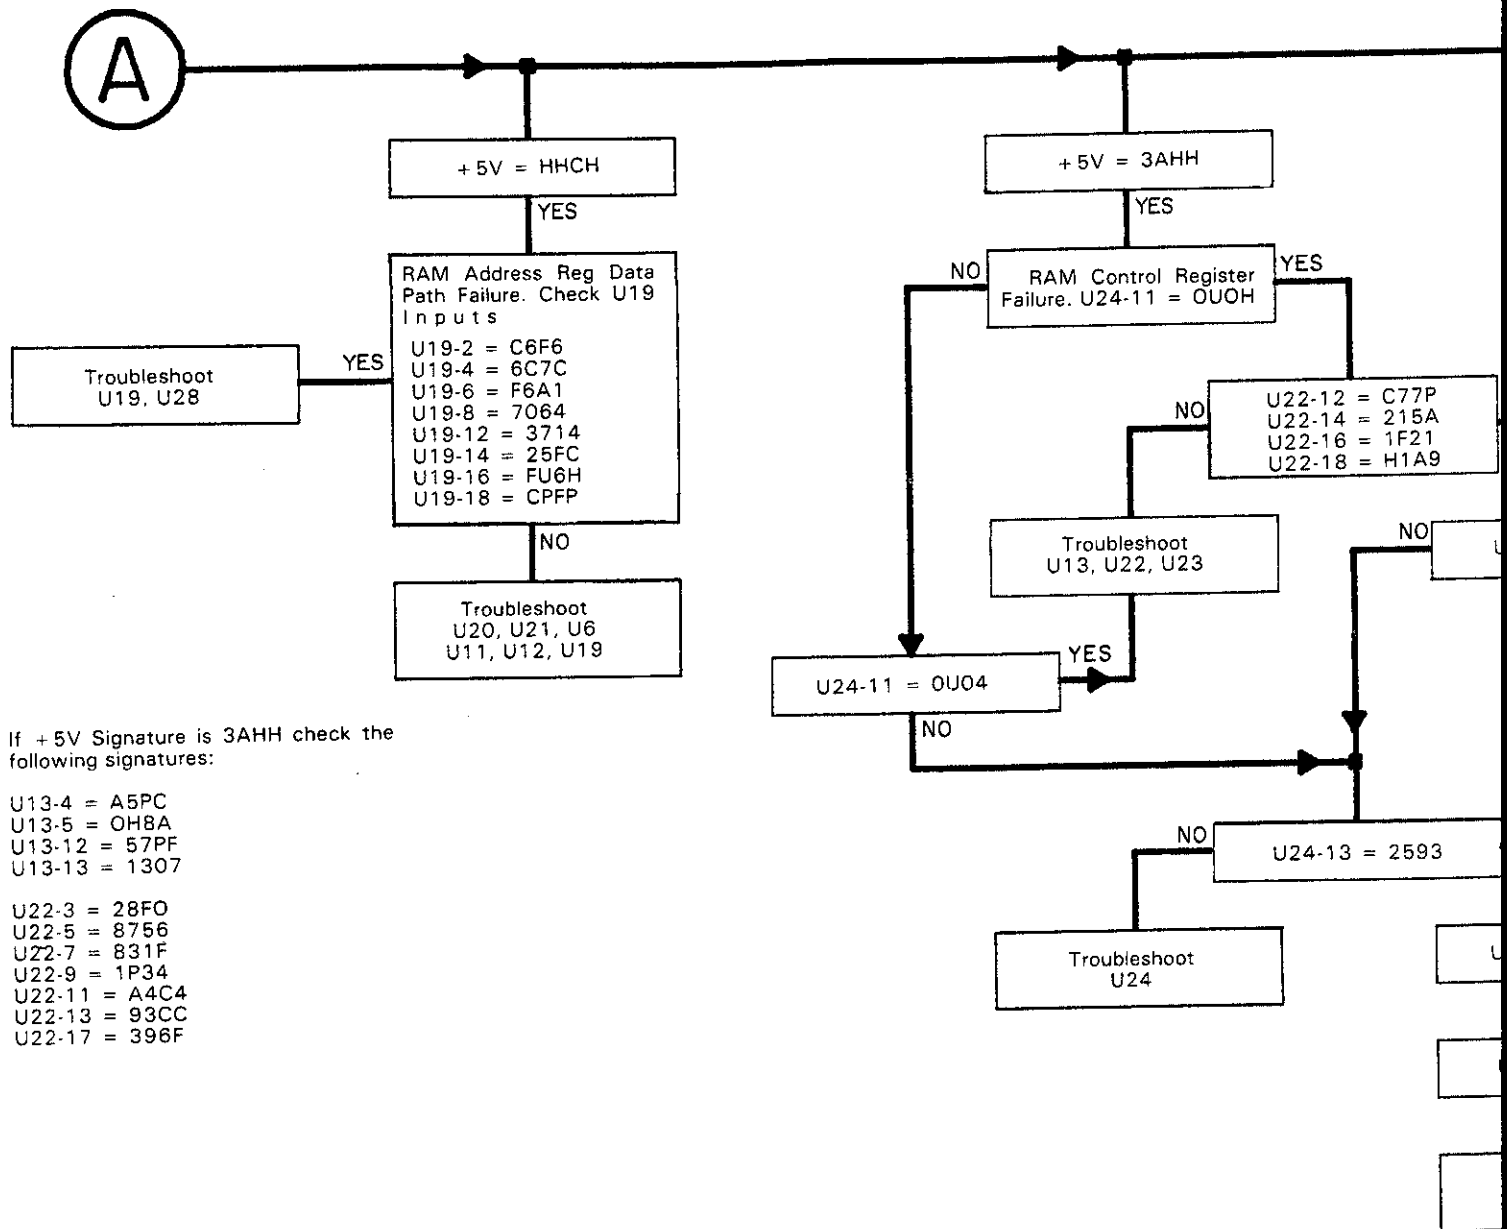 A
+5V = HHCH
YES
RAM Address Reg Data
Path Failure. Check U19
Inputs
U19-2 = C6F6
U19-4 = 6C7C
U19-6 = F6A1
U19-8 = 7064
U19-12 = 3714
U19-14 = 25FC
U19-16 = FU6H
U19-18 = CPFP
YES
Troubleshoot
U19, U28
NO
Troubleshoot
U20, U21, U6
U11, U12, U19
+5V = 3AHH
YES
NO
RAM Control Register
Failure. U24-11 = 0U0H
YES
NO
U22-12 = C77P
U22-14 = 215A
U22-16 = 1F21
U22-18 = H1A9
Troubleshoot
U13, U22, U23
NO
U24-11 = 0U04
YES
NO
NO
U24-13 = 2593
Troubleshoot
U24
If +5V Signature is 3AHH check the
following signatures:
U13-4 = A5PC
U13-5 = 0H8A
U13-12 = 57PF
U13-13 = 1307
U22-3 = 28F0
U22-5 = 8756
U22-7 = 831F
U22-9 = 1P34
U22-11 = A4C4
U22-13 = 93CC
U22-17 = 396F